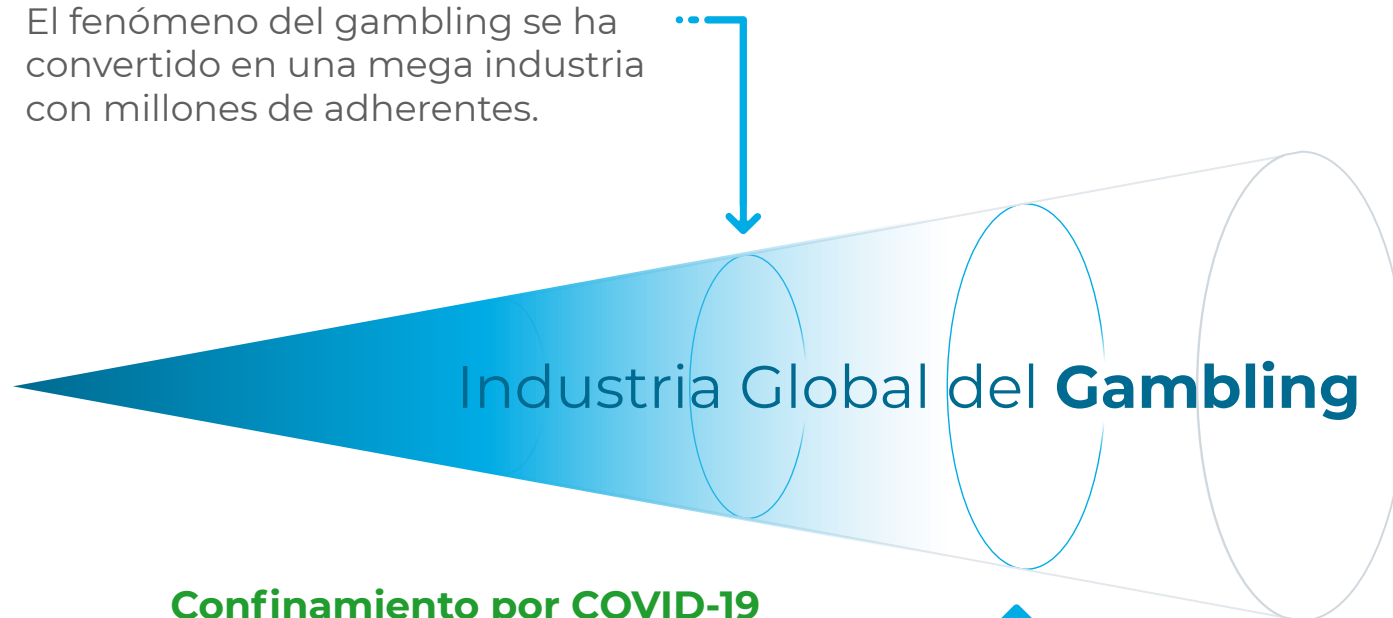 El fenómeno del gambling se ha
convertido en una mega industria
con millones de adherentes.
Industria Global del Gambling
Confinamiento por COVID-19